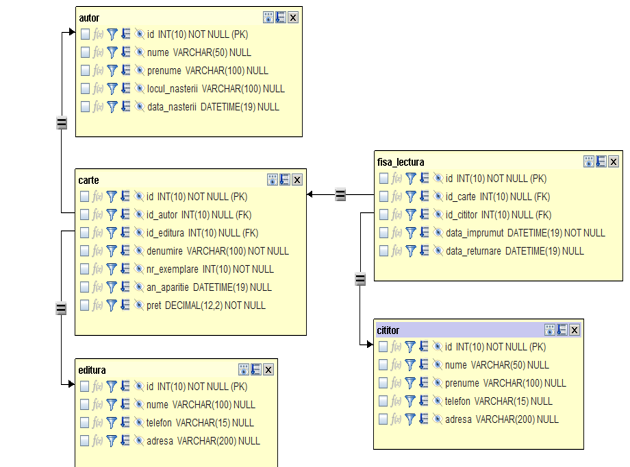 autor
id INT(10) NOT NULL (PK)
nume VARCHAR(50) NULL
prenume VARCHAR(100) NULL
locul_nasterii VARCHAR(100) NULL
data_nasterii DATETIME(19) NULL
carte
id INT(10) NOT NULL (PK)
id_autor INT(10) NULL (FK)
id_editura INT(10) NULL (FK)
denumire VARCHAR(100) NOT NULL
nr_exemplare INT(10) NOT NULL
an_aparitie DATETIME(19) NULL
pret DECIMAL(12,2) NOT NULL
editura
id INT(10) NOT NULL (PK)
nume VARCHAR(100) NULL
telefon VARCHAR(15) NULL
adresa VARCHAR(200) NULL
fisa_lectura
id INT(10) NOT NULL (PK)
id_carte INT(10) NULL (FK)
id_cititor INT(10) NULL (FK)
data_imprumut DATETIME(19) NOT NULL
data_returnare DATETIME(19) NULL
cititor
id INT(10) NOT NULL (PK)
nume VARCHAR(50) NULL
prenume VARCHAR(100) NULL
telefon VARCHAR(15) NULL
adresa VARCHAR(200) NULL